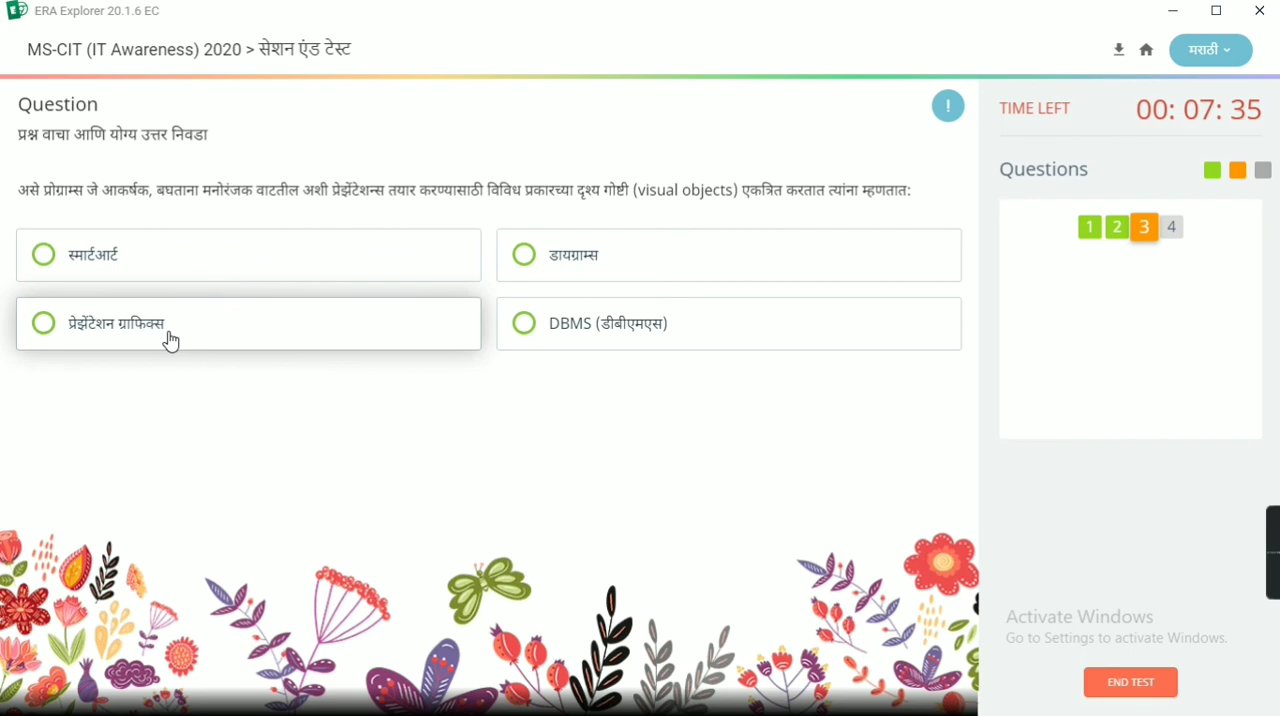 ERA Explorer 20.1.6 EC
MS-CIT (IT Awareness) 2020 > सेशन एंड टेस्ट
मराठी
Question
!
TIME LEFT
00: 07: 35
प्रश्न वाचा आणि योग्य उत्तर निवडा
Questions
असे प्रोग्राम्स जे आकर्षक, बघताना मनोरंजक वाटतील अशी प्रेझेंटेशन्स तयार करण्यासाठी विविध प्रकारच्या दृश्य गोष्टी (visual objects) एकत्रित करतात त्यांना म्हणतात:
1 2 3 4
स्मार्टआर्ट
डायग्राम्स
प्रेझेंटेशन ग्राफिक्स
DBMS (डीबीएमएस)
Activate Windows
Go to Settings to activate Windows.
END TEST